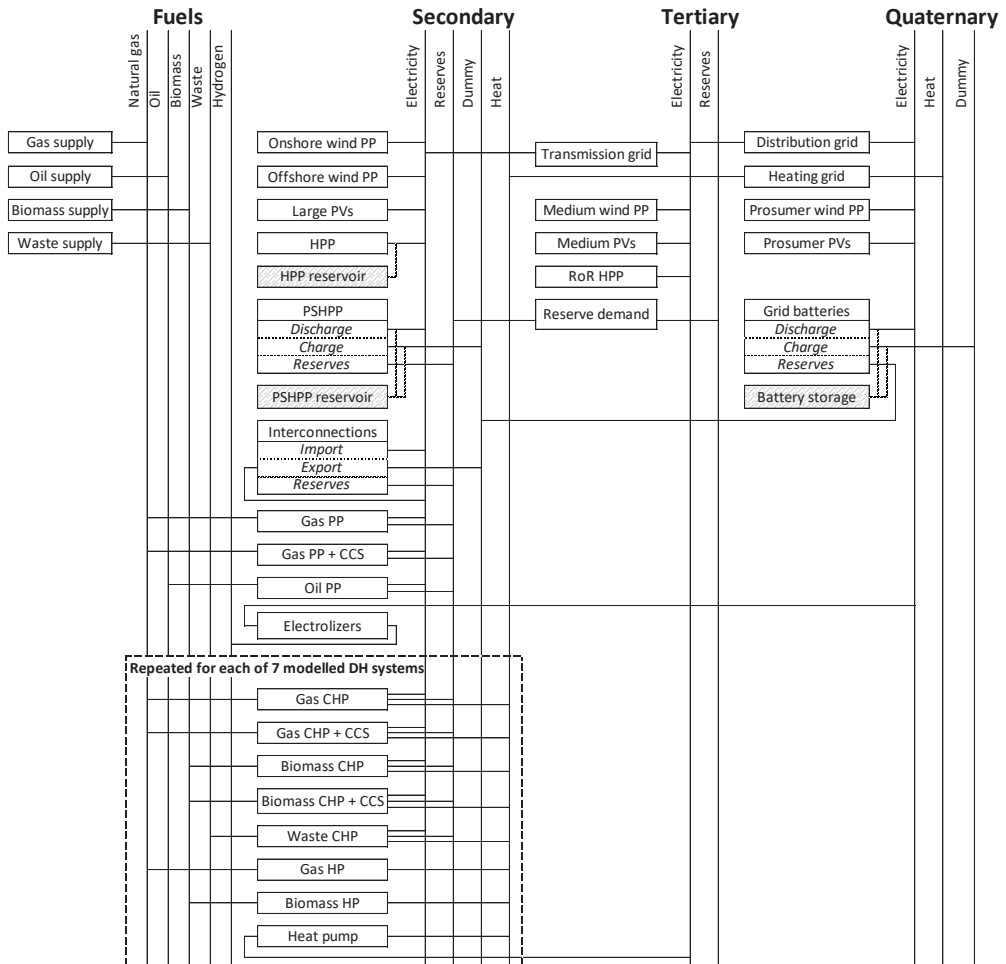 Fuels
Secondary
Tertiary
Quaternary
Natural gas
Oil
Biomass
Waste
Hydrogen
Electricity
Reserves
Dummy
Heat
Electricity
Reserves
Electricity
Heat
Dummy
Gas supply
Oil supply
Biomass supply
Waste supply
Onshore wind PP
Offshore wind PP
Large PVs
HPP
HPP reservoir
PSHPP
Discharge
Charge
Reserves
PSHPP reservoir
Interconnections
Import
Export
Reserves
Gas PP
Gas PP + CCS
Oil PP
Electrolizers
Repeated for each of 7 modelled DH systems
Gas CHP
Gas CHP + CCS
Biomass CHP
Biomass CHP + CCS
Waste CHP
Gas HP
Biomass HP
Heat pump
Transmission grid
Medium wind PP
Medium PVs
RoR HPP
Reserve demand
Distribution grid
Heating grid
Prosumer wind PP
Prosumer PVs
Grid batteries
Discharge
Charge
Reserves
Battery storage